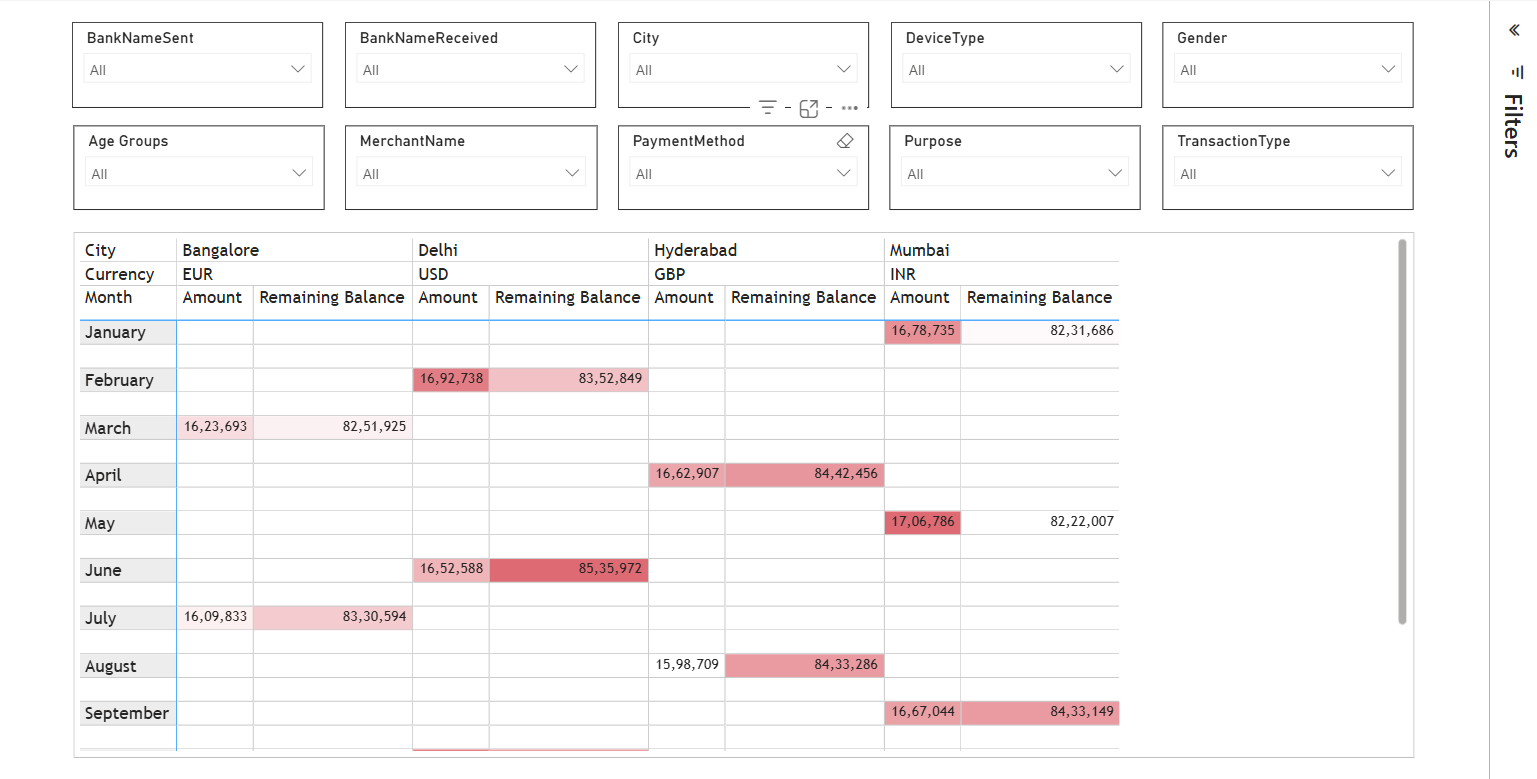 BankNameSent BankNameReceived City DeviceType Gender
All All All All All
Age Groups MerchantName PaymentMethod Purpose TransactionType
All All All All All
City Bangalore Delhi Hyderabad Mumbai
Currency EUR USD GBP INR
Month Amount Remaining Balance Amount Remaining Balance Amount Remaining Balance Amount Remaining Balance
January 16,78,735 82,31,686
February 16,92,738 83,52,849
March 16,23,693 82,51,925
April 16,62,907 84,42,456
May 17,06,786 82,22,007
June 16,52,588 85,35,972
July 16,09,833 83,30,594
August 15,98,709 84,33,286
September 16,67,044 84,33,149
Filters